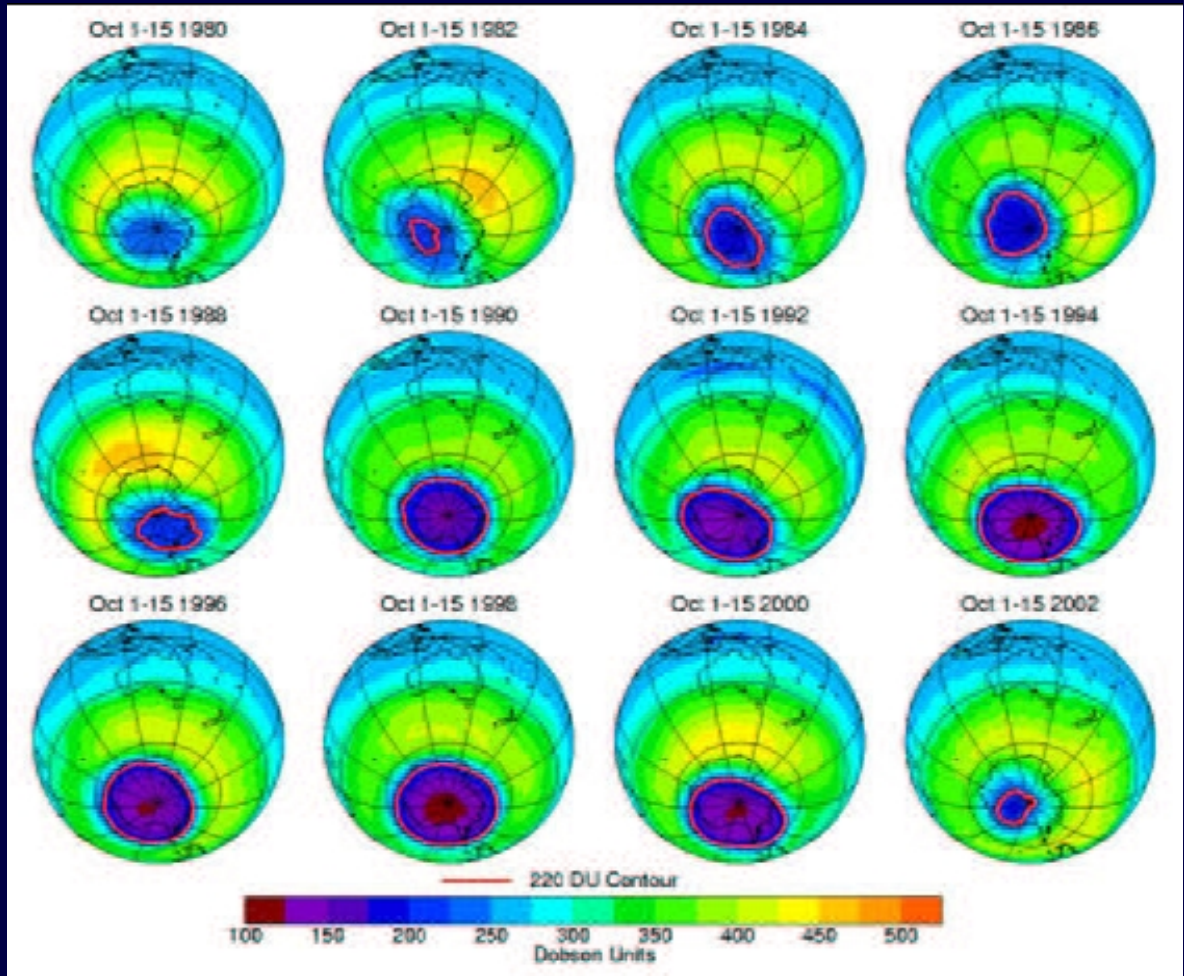 Oct 1-15 1980
Oct 1-15 1982
Oct 1-15 1984
Oct 1-15 1986
Oct 1-15 1988
Oct 1-15 1990
Oct 1-15 1992
Oct 1-15 1994
Oct 1-15 1996
Oct 1-15 1998
Oct 1-15 2000
Oct 1-15 2002
220 DU Contour
100 150 200 250 300 350 400 450 500
Dobson Units